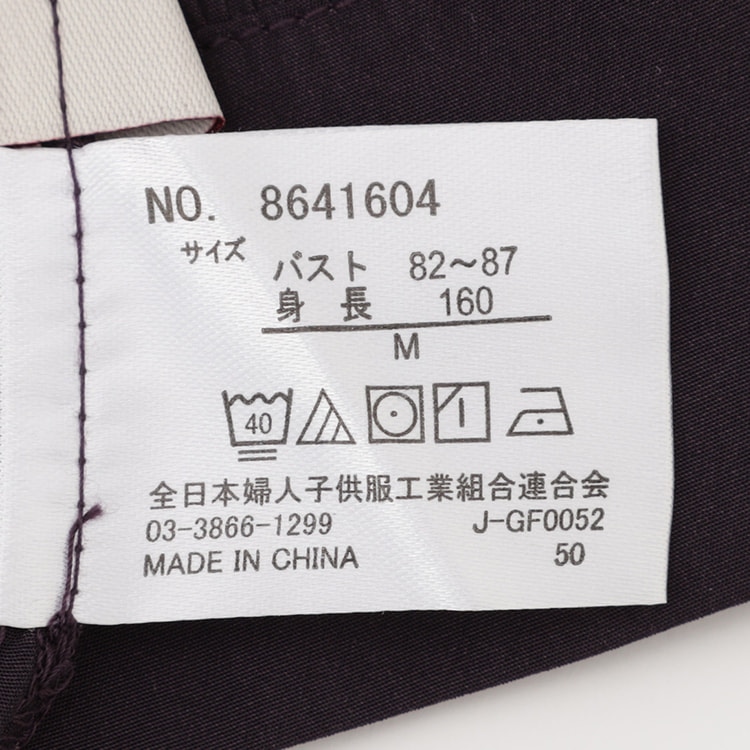 NO. 8641604
サイズ
バスト 82～87
身長 160
M
40
全日本婦人子供服工業組合連合会
03-3866-1299 J-GF0052
MADE IN CHINA 50